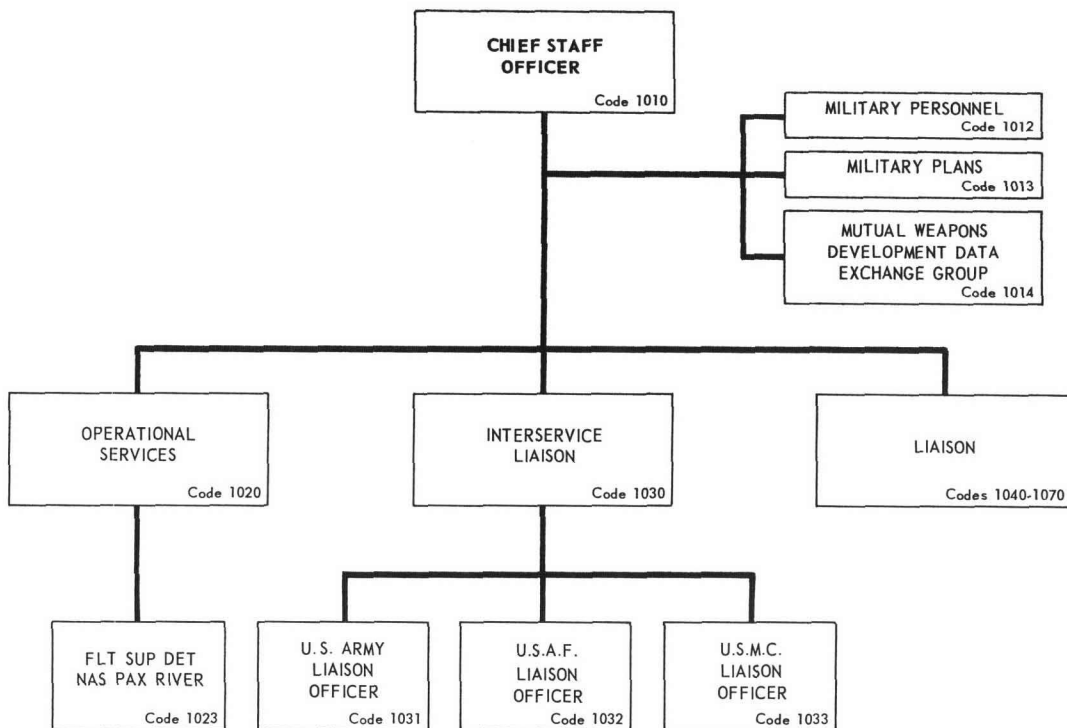 CHIEF STAFF
OFFICER
Code 1010
MILITARY PERSONNEL
Code 1012
MILITARY PLANS
Code 1013
MUTUAL WEAPONS
DEVELOPMENT DATA
EXCHANGE GROUP
Code 1014
OPERATIONAL
SERVICES
Code 1020
INTERSERVICE
LIAISON
Code 1030
LIAISON
Codes 1040-1070
FLT SUP DET
NAS PAX RIVER
Code 1023
U.S. ARMY
LIAISON
OFFICER
Code 1031
U.S.A.F.
LIAISON
OFFICER
Code 1032
U.S.M.C.
LIAISON
OFFICER
Code 1033